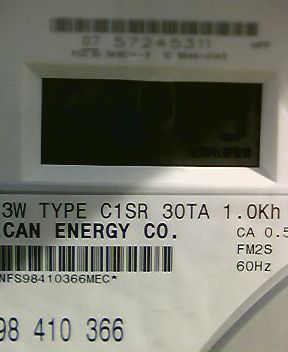 07 57245311
3W TYPE C1SR 30TA 1.0Kh
CAN ENERGY CO.
CA 0.5
FM2S
60Hz
NFS98410366MEC*
98 410 366